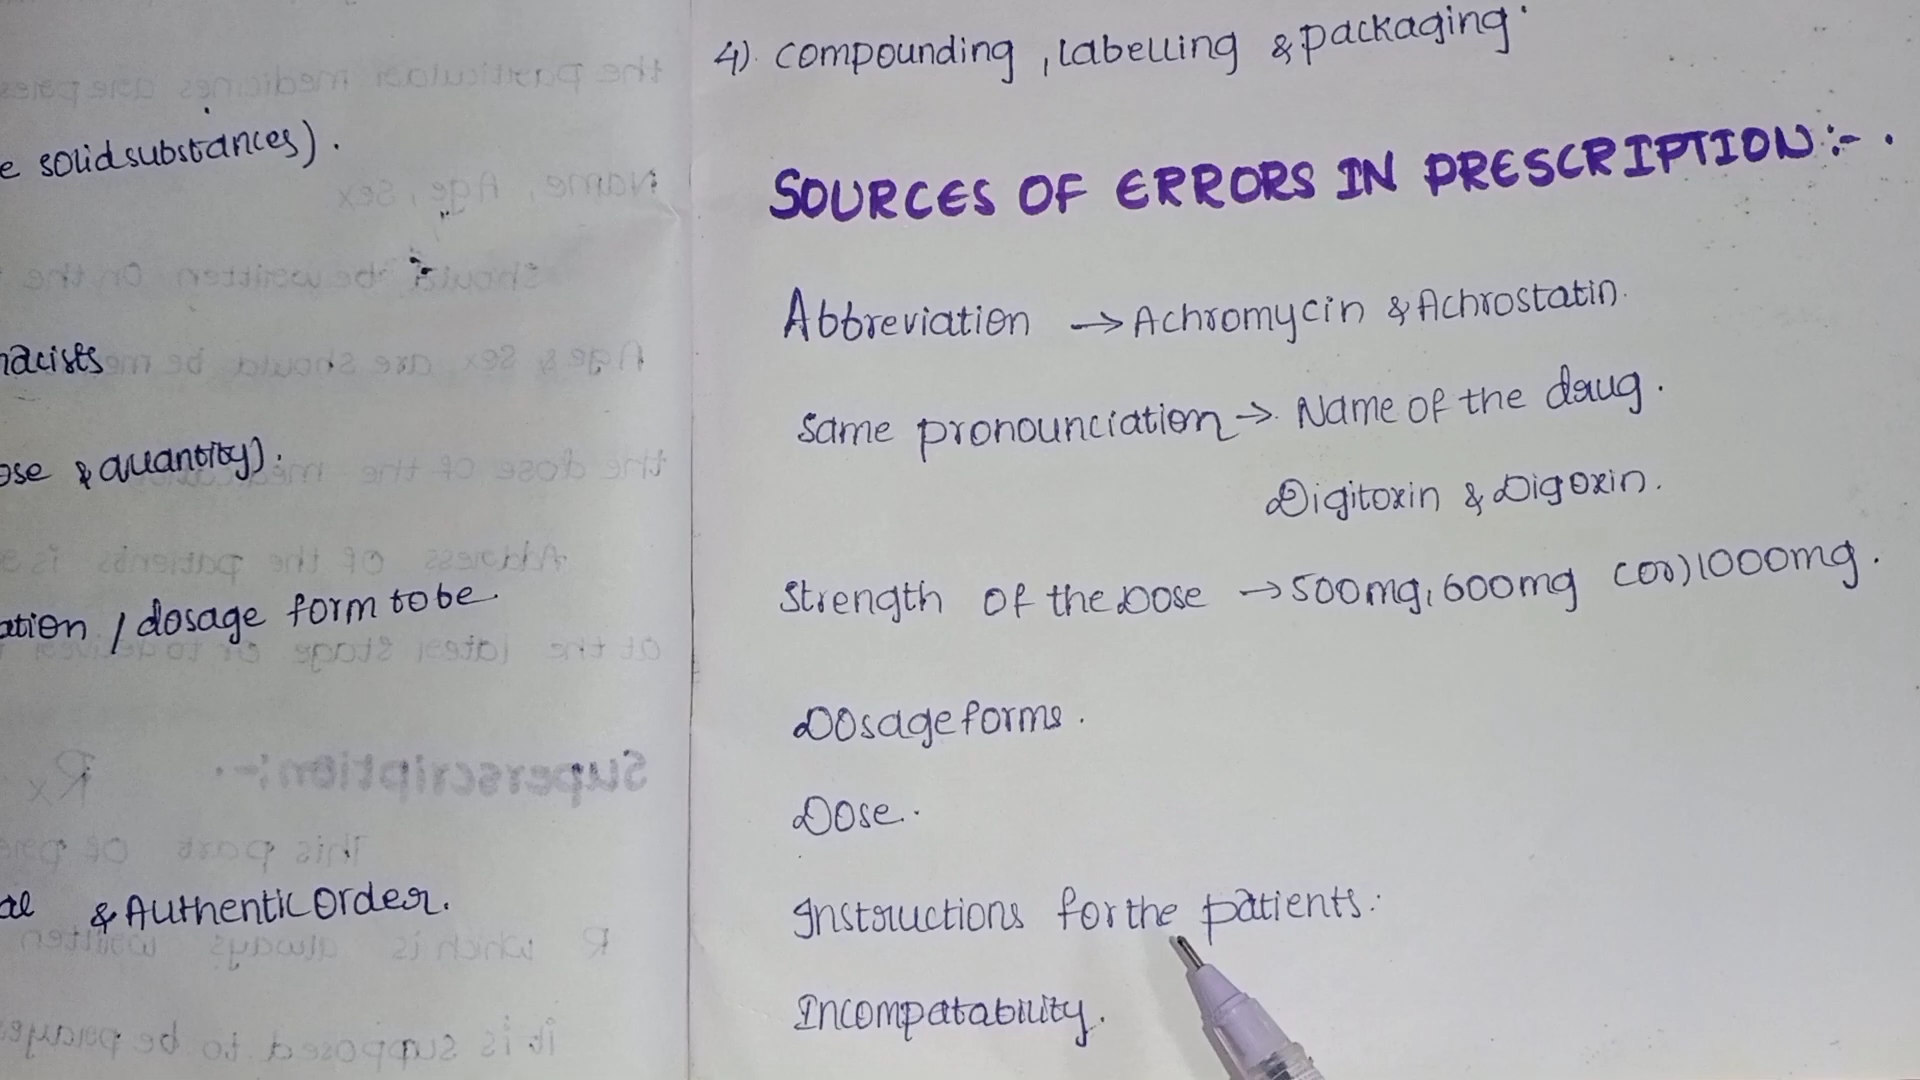 e solidsubstances).
nacists
ose & quantity).
ation / dosage form to be.
al & Authentic Order.
4). compounding, labelling & packaging.
SOURCES OF ERRORS IN PRESCRIPTION:-.
Abbreviation → Achromycin & Achrostatin.
Same pronounciation → Name of the drug.
Digitoxin & Digoxin.
Strength of the Dose → 500mg, 600mg (or) 1000mg.
Dosage forms.
Dose.
Instructions for the patients.
Incompatability.